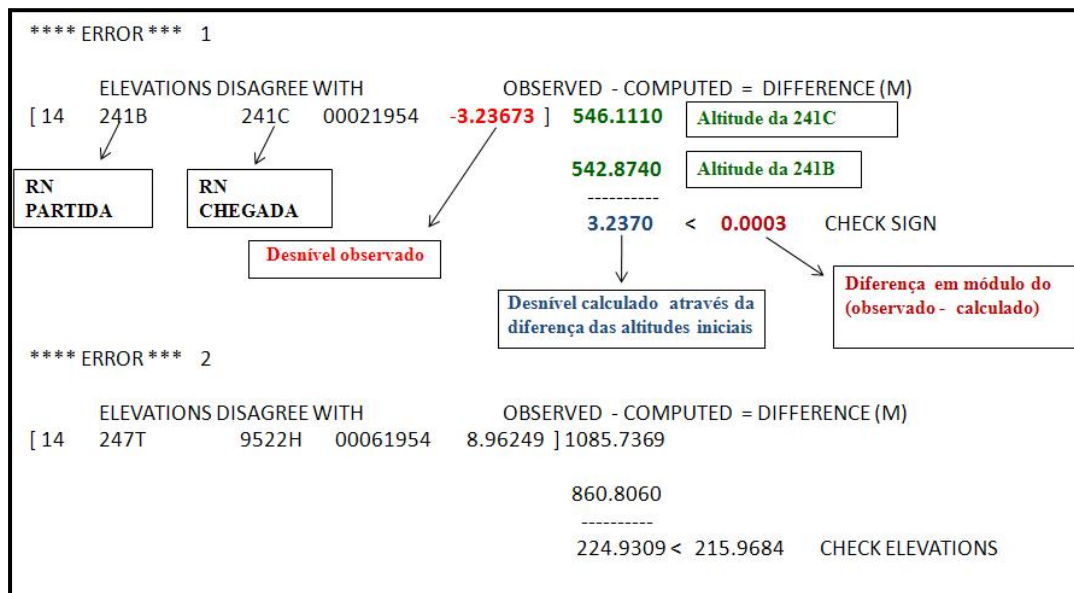 **** ERROR *** 1
ELEVATIONS DISAGREE WITH OBSERVED - COMPUTED = DIFFERENCE (M)
[ 14 241B 241C 00021954 -3.23673 ] 546.1110 Altitude da 241C
542.8740 Altitude da 241B
RN PARTIDA
RN CHEGADA
----------
3.2370 < 0.0003 CHECK SIGN
Desnível observado
Desnível calculado através da
diferença das altitudes iniciais
Diferença em módulo do
(observado - calculado)
**** ERROR *** 2
ELEVATIONS DISAGREE WITH OBSERVED - COMPUTED = DIFFERENCE (M)
[ 14 247T 9522H 00061954 8.96249 ] 1085.7369
860.8060
----------
224.9309 < 215.9684 CHECK ELEVATIONS